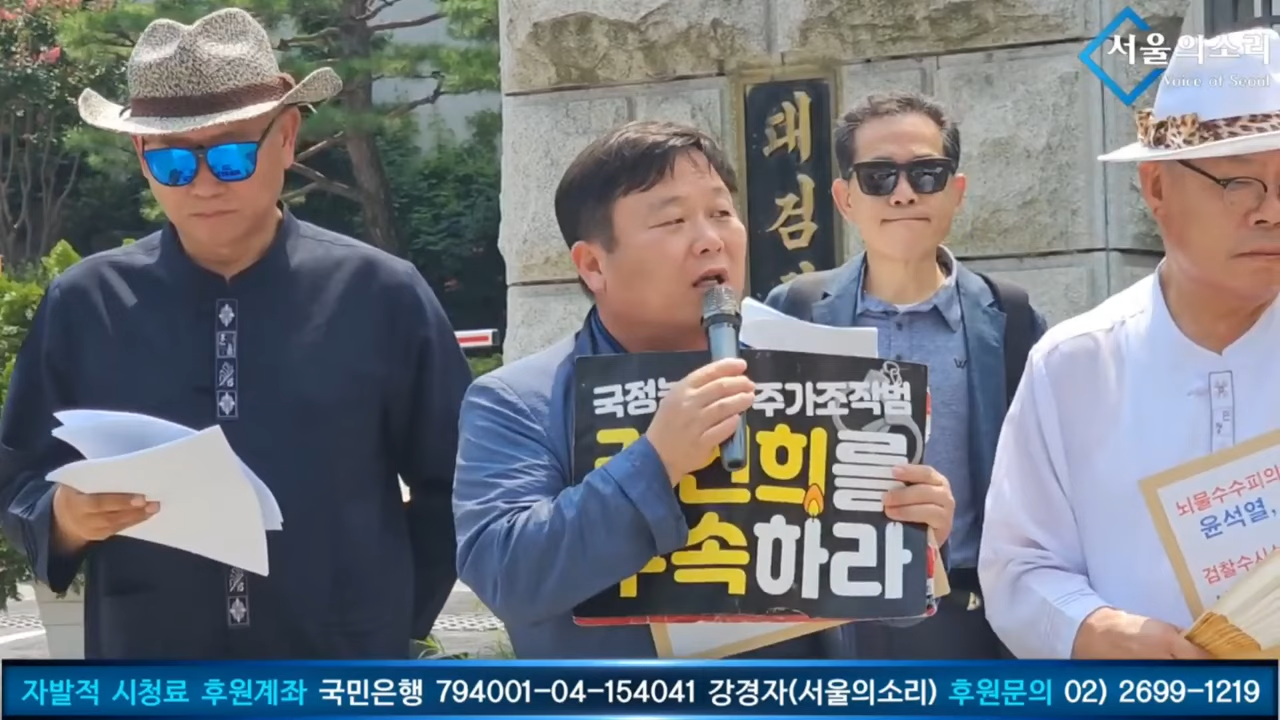 서울의소리
Voice of Seoul
대검
국정 주가조작범
건희를
구속하라
뇌물수수피의
윤석열,
검찰수사
자발적 시청료 후원계좌 국민은행 794001-04-154041 강경자(서울의소리) 후원문의 02) 2699-1219